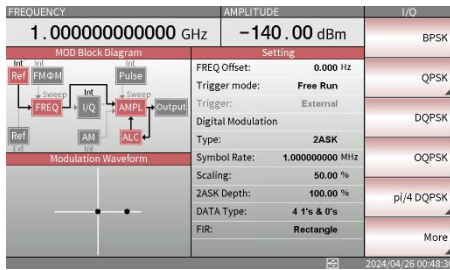 FREQUENCY AMPLITUDE I/Q
1.000000000000 GHz -140.00 dBm
MOD Block Diagram
Int Int
Ref FMΦM Pulse
Sweep Int Sweep
FREQ I/Q AMPL Output
Ref AM ALC
Ext Int
Modulation Waveform
Setting
FREQ Offset: 0.000 Hz
Trigger mode: Free Run
Trigger: External
Digital Modulation
Type: 2ASK
Symbol Rate: 1.000000000 MHz
Scaling: 50.00 %
2ASK Depth: 100.00 %
DATA Type: 4 1's & 0's
FIR: Rectangle
BPSK
QPSK
DQPSK
OQPSK
pi/4 DQPSK
More
2024/04/26 00:48:30